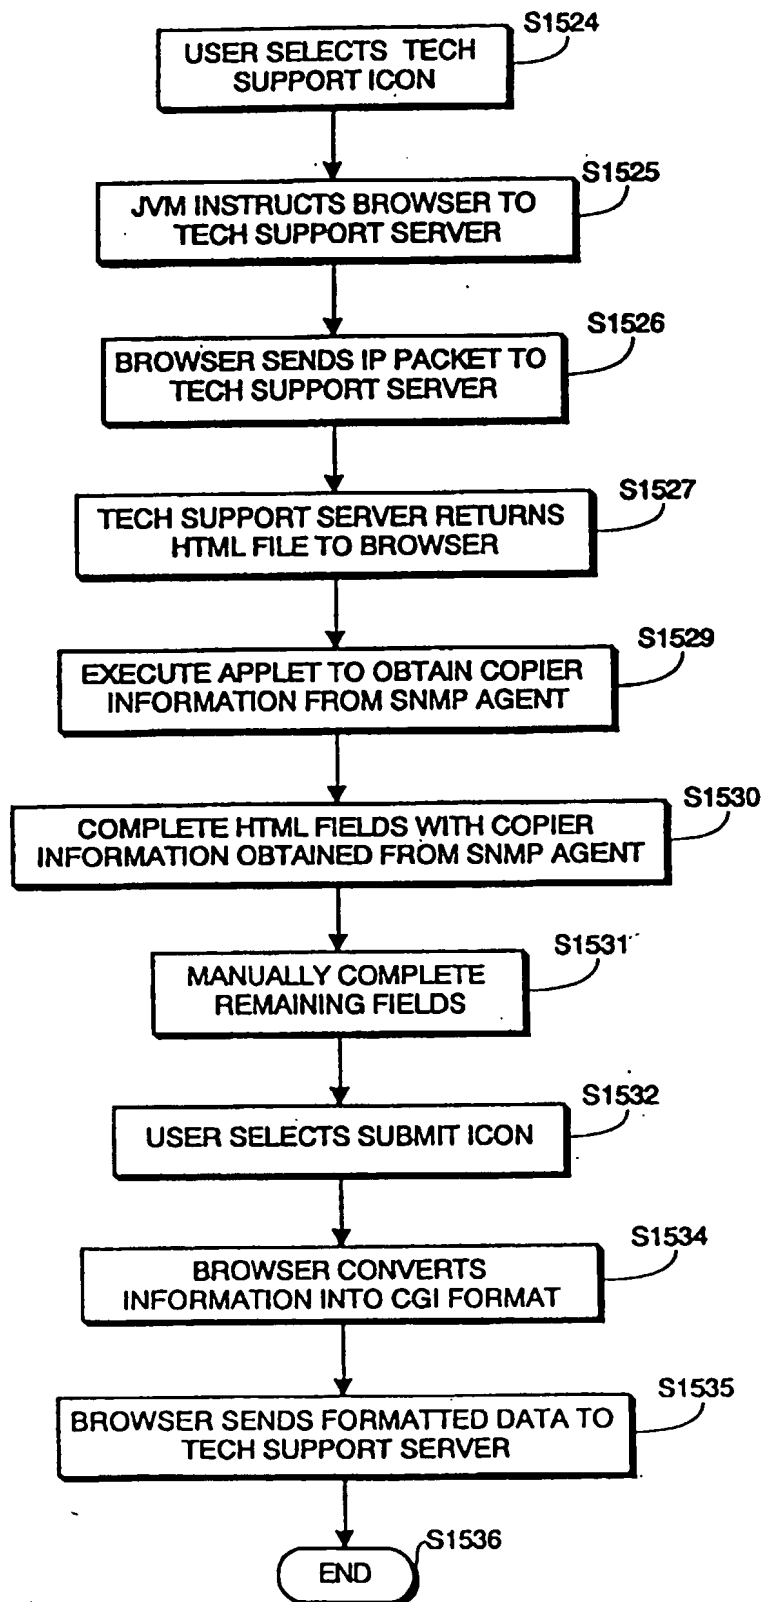 S1524
USER SELECTS TECH
SUPPORT ICON
S1525
JVM INSTRUCTS BROWSER TO
TECH SUPPORT SERVER
S1526
BROWSER SENDS IP PACKET TO
TECH SUPPORT SERVER
S1527
TECH SUPPORT SERVER RETURNS
HTML FILE TO BROWSER
S1529
EXECUTE APPLET TO OBTAIN COPIER
INFORMATION FROM SNMP AGENT
S1530
COMPLETE HTML FIELDS WITH COPIER
INFORMATION OBTAINED FROM SNMP AGENT
S1531
MANUALLY COMPLETE
REMAINING FIELDS
S1532
USER SELECTS SUBMIT ICON
S1534
BROWSER CONVERTS
INFORMATION INTO CGI FORMAT
S1535
BROWSER SENDS FORMATTED DATA TO
TECH SUPPORT SERVER
S1536
END